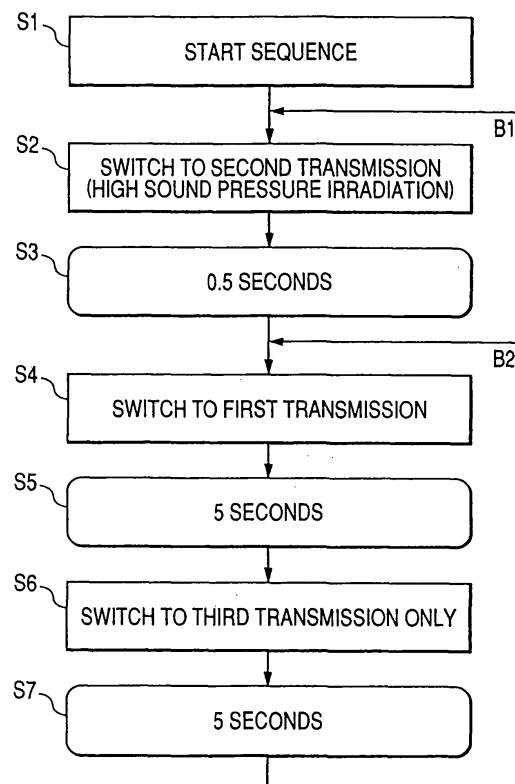 S1
START SEQUENCE
B1
S2
SWITCH TO SECOND TRANSMISSION
(HIGH SOUND PRESSURE IRRADIATION)
S3
0.5 SECONDS
B2
S4
SWITCH TO FIRST TRANSMISSION
S5
5 SECONDS
S6
SWITCH TO THIRD TRANSMISSION ONLY
S7
5 SECONDS